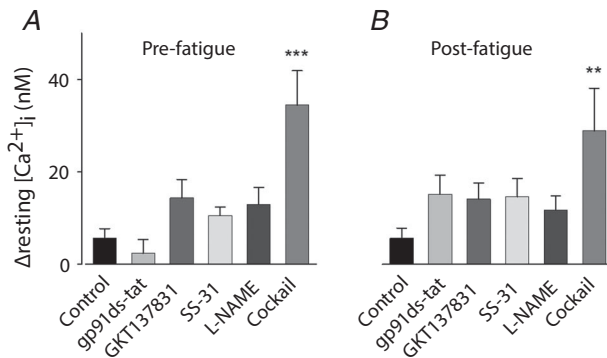 A
B
Pre-fatigue
Post-fatigue
***
**
Δresting [Ca2+]i (nM)
40
20
0
Control
gp91ds-tat
GKT137831
SS-31
L-NAME
Cockail
Control
gp91ds-tat
GKT137831
SS-31
L-NAME
Cockail